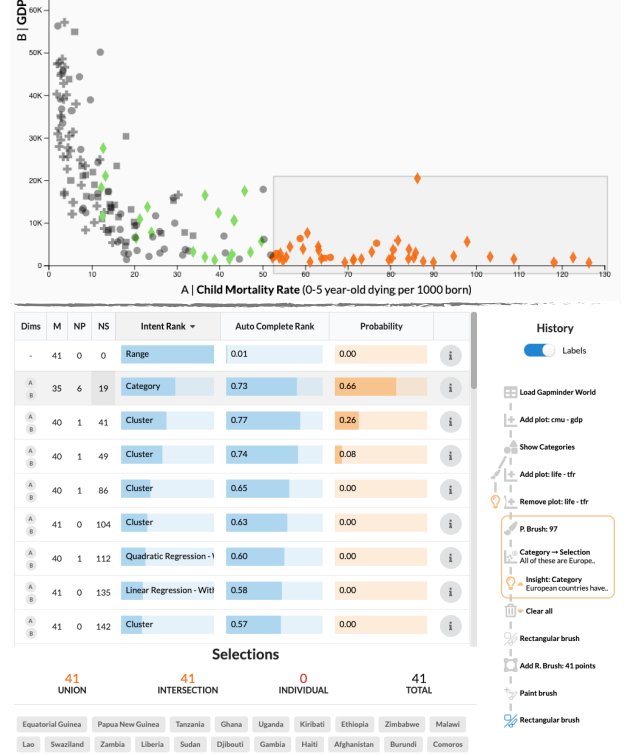 B | GDP
60K
50K
40K
30K
20K
10K
0
0 10 20 30 40 50 60 70 80 90 100 110 120 130
A | Child Mortality Rate (0-5 year-old dying per 1000 born)
Dims M NP NS Intent Rank Auto Complete Rank Probability
- 41 0 0 Range 0.01 0.00 i
A B 35 6 19 Category 0.73 0.66 i
A B 40 1 41 Cluster 0.77 0.26 i
A B 40 1 49 Cluster 0.74 0.08 i
A B 40 1 86 Cluster 0.65 0.00 i
A B 41 0 104 Cluster 0.63 0.00 i
A B 40 1 112 Quadratic Regression - 0.60 0.00 i
A B 41 0 135 Linear Regression - With 0.58 0.00 i
A B 41 0 142 Cluster 0.57 0.00 i
Selections
41 41 0 41
UNION INTERSECTION INDIVIDUAL TOTAL
Equatorial Guinea Papua New Guinea Tanzania Ghana Uganda Kiribati Ethiopia Zimbabwe Malawi
Lao Swaziland Zambia Liberia Sudan Djibouti Gambia Haiti Afghanistan Burundi Comoros
History
Labels
Load Gapminder World
Add plot: cmu - gdp
Show Categories
Add plot: life - tfr
Remove plot: life - tfr
P. Brush: 97
Category → Selection
All of these are Europe..
Insight: Category
European countries have..
Clear all
Rectangular brush
Add R. Brush: 41 points
Paint brush
Rectangular brush